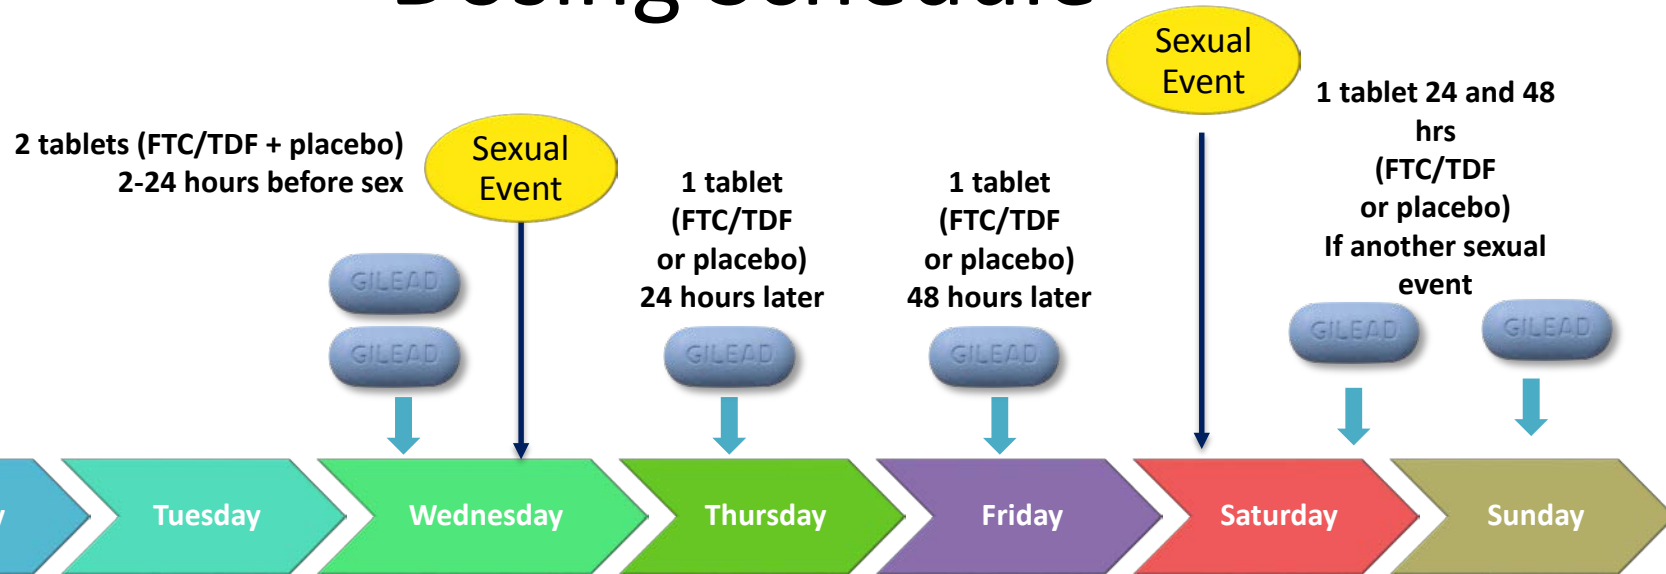 Dosing Schedule
Sexual
Event
1 tablet 24 and 48
hrs
(FTC/TDF
or placebo)
If another sexual
event
2 tablets (FTC/TDF + placebo)
2-24 hours before sex
Sexual
Event
1 tablet
(FTC/TDF
or placebo)
24 hours later
1 tablet
(FTC/TDF
or placebo)
48 hours later
GILEAD
GILEAD
GILEAD
GILEAD
GILEAD
GILEAD
y
Tuesday
Wednesday
Thursday
Friday
Saturday
Sunday